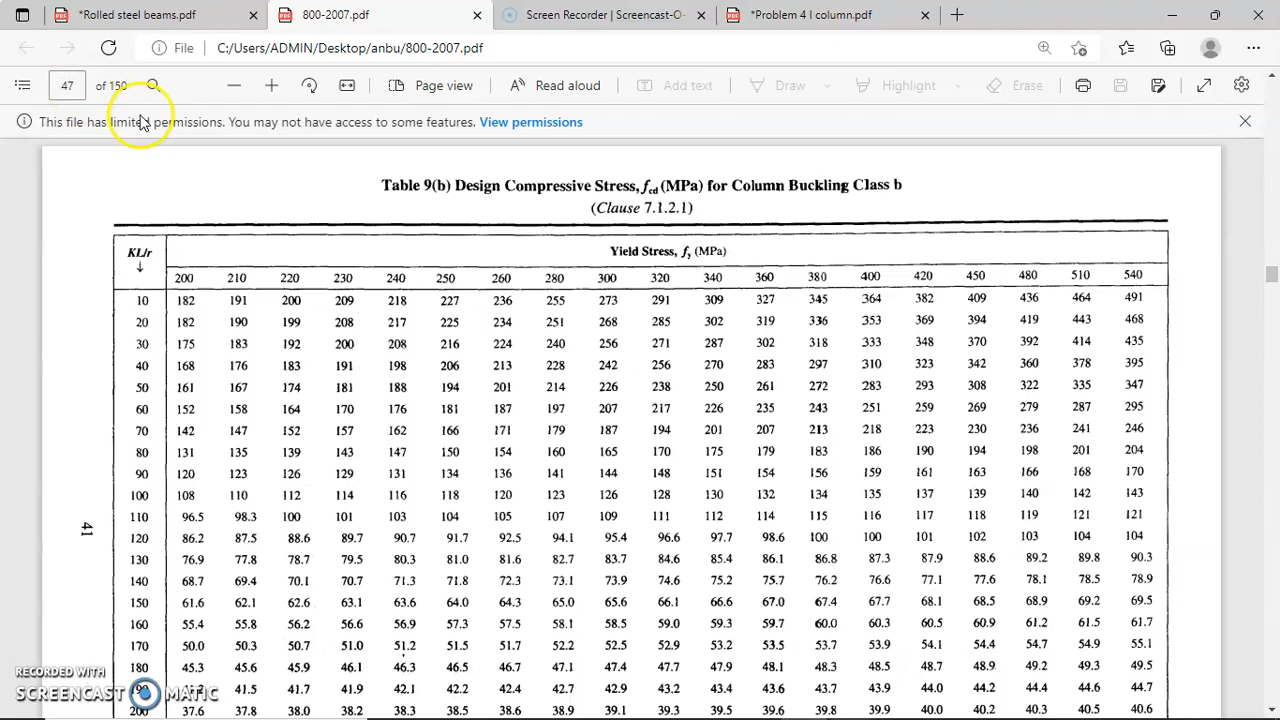 *Rolled steel beams.pdf
800-2007.pdf
Screen Recorder | Screencast-O-
*Problem 4 I column.pdf
File C:/Users/ADMIN/Desktop/anbu/800-2007.pdf
47 of 150 Page view Read aloud Add text Draw Highlight Erase
This file has limited permissions. You may not have access to some features. View permissions
Table 9(b) Design Compressive Stress, fcd (MPa) for Column Buckling Class b
(Clause 7.1.2.1)
KL/r Yield Stress, fy (MPa)
200 210 220 230 240 250 260 280 300 320 340 360 380 400 420 450 480 510 540
10 182 191 200 209 218 227 236 255 273 291 309 327 345 364 382 409 436 464 491
20 182 190 199 208 217 225 234 251 268 285 302 319 336 353 369 394 419 443 468
30 175 183 192 200 208 216 224 240 256 271 287 302 318 333 348 370 392 414 435
40 168 176 183 191 198 206 213 228 242 256 270 283 297 310 323 342 360 378 395
50 161 167 174 181 188 194 201 214 226 238 250 261 272 283 293 308 322 335 347
60 152 158 164 170 176 181 187 197 207 217 226 235 243 251 259 269 279 287 295
70 142 147 152 157 162 166 171 179 187 194 201 207 213 218 223 230 236 241 246
80 131 135 139 143 147 150 154 160 165 170 175 179 183 186 190 194 198 201 204
90 120 123 126 129 131 134 136 141 144 148 151 154 156 159 161 163 166 168 170
100 108 110 112 114 116 118 120 123 126 128 130 132 134 135 137 139 140 142 143
110 96.5 98.3 100 101 103 104 105 107 109 111 112 114 115 116 117 118 119 121 121
120 86.2 87.5 88.6 89.7 90.7 91.7 92.5 94.1 95.4 96.6 97.7 98.6 100 100 101 102 103 104 104
130 76.9 77.8 78.7 79.5 80.3 81.0 81.6 82.7 83.7 84.6 85.4 86.1 86.8 87.3 87.9 88.6 89.2 89.8 90.3
140 68.7 69.4 70.1 70.7 71.3 71.8 72.3 73.1 73.9 74.6 75.2 75.7 76.2 76.6 77.1 77.6 78.1 78.5 78.9
150 61.6 62.1 62.6 63.1 63.6 64.0 64.3 65.0 65.6 66.1 66.6 67.0 67.4 67.7 68.1 68.5 68.9 69.2 69.5
160 55.4 55.8 56.2 56.6 56.9 57.3 57.5 58.1 58.5 59.0 59.3 59.7 60.0 60.3 60.5 60.9 61.2 61.5 61.7
170 50.0 50.3 50.7 51.0 51.2 51.5 51.7 52.2 52.5 52.9 53.2 53.5 53.7 53.9 54.1 54.4 54.7 54.9 55.1
180 45.3 45.6 45.9 46.1 46.3 46.5 46.7 47.1 47.4 47.7 47.9 48.1 48.3 48.5 48.7 48.9 49.2 49.3 49.5
41.5 41.7 41.9 42.1 42.2 42.4 42.7 42.9 43.2 43.4 43.6 43.7 43.9 44.0 44.2 44.4 44.6 44.7
200 37.6 37.8 38.0 38.2 38.3 38.5 38.6 38.9 39.1 39.3 39.5 39.6 39.8 39.9 40.0 40.2 40.3 40.5 40.6
41
RECORDED WITH
SCREENCAST MATIC